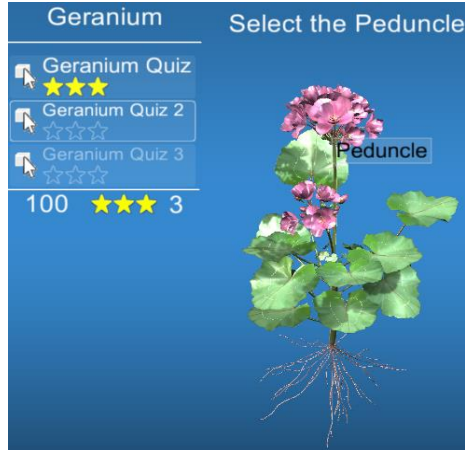 Geranium
Geranium Quiz
Geranium Quiz 2
Geranium Quiz 3
100 3
Select the Peduncle
Peduncle